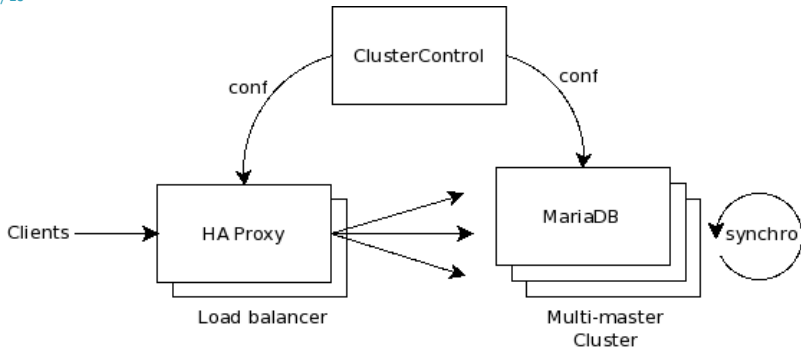 ClusterControl
conf
conf
Clients
HA Proxy
MariaDB
synchro
Load balancer
Multi-master
Cluster